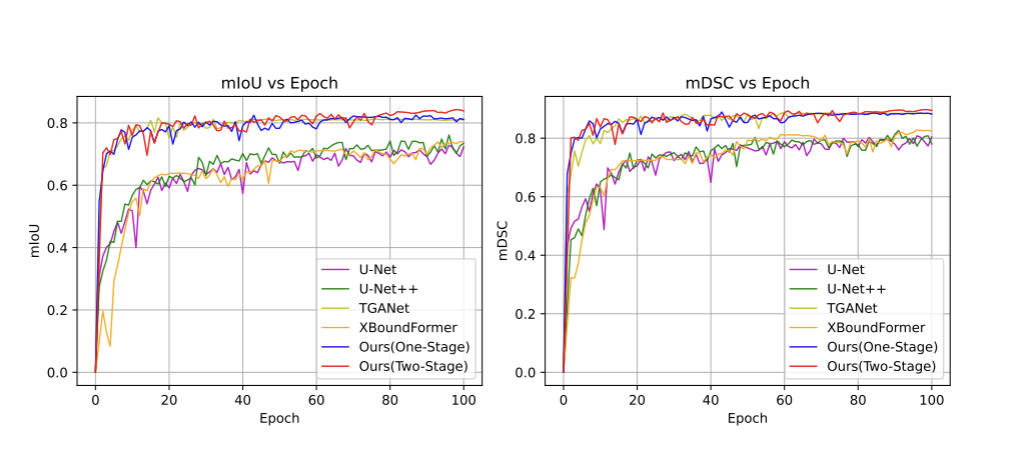 mIoU vs Epoch
mIoU
0.8
0.6
0.4
0.2
0.0
0 20 40 60 80 100
Epoch
U-Net
U-Net++
TGANet
XBoundFormer
Ours(One-Stage)
Ours(Two-Stage)
mDSC vs Epoch
mDSC
0.8
0.6
0.4
0.2
0.0
0 20 40 60 80 100
Epoch
U-Net
U-Net++
TGANet
XBoundFormer
Ours(One-Stage)
Ours(Two-Stage)